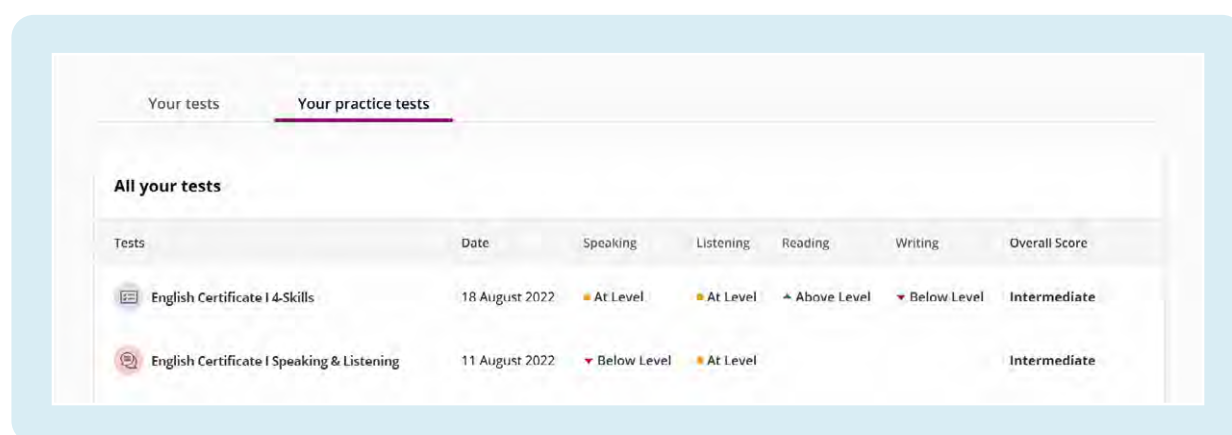 Your tests Your practice tests
All your tests
Tests Date Speaking Listening Reading Writing Overall Score
English Certificate | 4-Skills 18 August 2022 At Level At Level Above Level Below Level Intermediate
English Certificate | Speaking & Listening 11 August 2022 Below Level At Level Intermediate